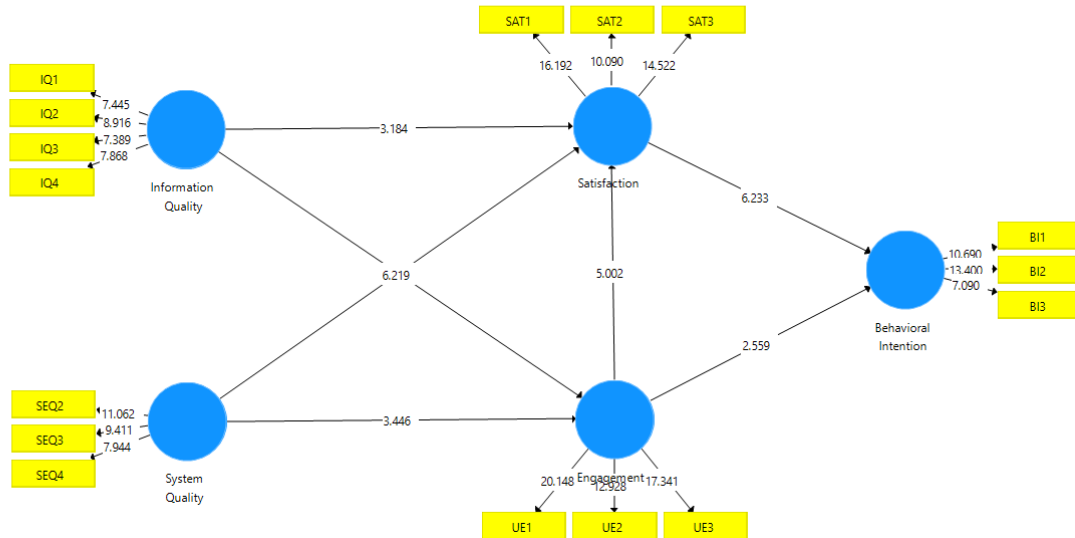 SAT1
SAT2
SAT3
16.192
10.090
14.522
IQ1
IQ2
IQ3
IQ4
7.445
8.916
7.389
7.868
Information
Quality
3.184
Satisfaction
6.233
6.219
5.002
BI1
BI2
BI3
10.690
13.400
7.090
Behavioral
Intention
2.559
SEQ2
SEQ3
SEQ4
11.062
9.411
7.944
System
Quality
3.446
Engagement
20.148
12.928
17.341
UE1
UE2
UE3